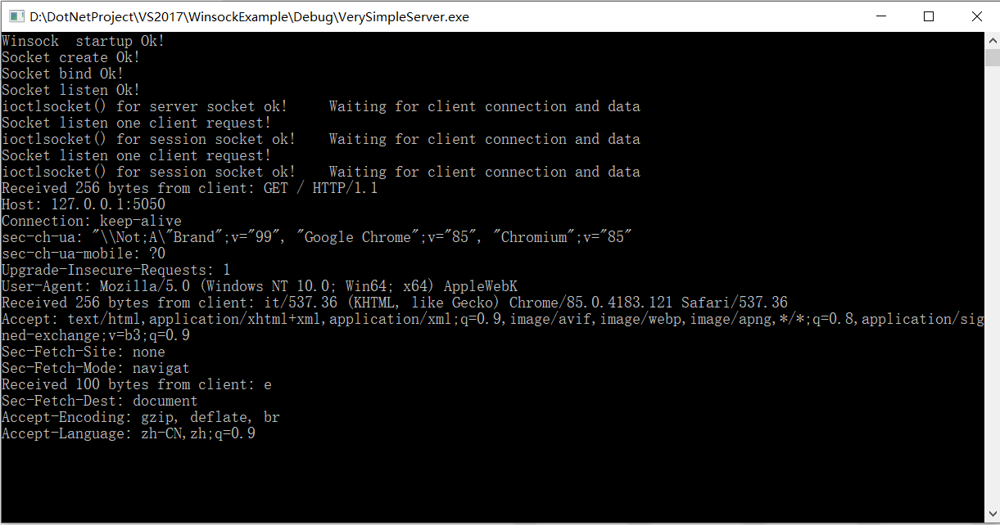 D:\DotNetProject\VS2017\WinsockExample\Debug\VerySimpleServer.exe
Winsock  startup Ok!
Socket create Ok!
Socket bind Ok!
Socket listen Ok!
ioctlsocket() for server socket ok!     Waiting for client connection and data
Socket listen one client request!
ioctlsocket() for session socket ok!    Waiting for client connection and data
Socket listen one client request!
ioctlsocket() for session socket ok!    Waiting for client connection and data
Received 256 bytes from client: GET / HTTP/1.1
Host: 127.0.0.1:5050
Connection: keep-alive
sec-ch-ua: "\\Not;A\"Brand";v="99", "Google Chrome";v="85", "Chromium";v="85"
sec-ch-ua-mobile: ?0
Upgrade-Insecure-Requests: 1
User-Agent: Mozilla/5.0 (Windows NT 10.0; Win64; x64) AppleWebK
Received 256 bytes from client: it/537.36 (KHTML, like Gecko) Chrome/85.0.4183.121 Safari/537.36
Accept: text/html,application/xhtml+xml,application/xml;q=0.9,image/avif,image/webp,image/apng,*/*;q=0.8,application/sig
ned-exchange;v=b3;q=0.9
Sec-Fetch-Site: none
Sec-Fetch-Mode: navigat
Received 100 bytes from client: e
Sec-Fetch-Dest: document
Accept-Encoding: gzip, deflate, br
Accept-Language: zh-CN,zh;q=0.9